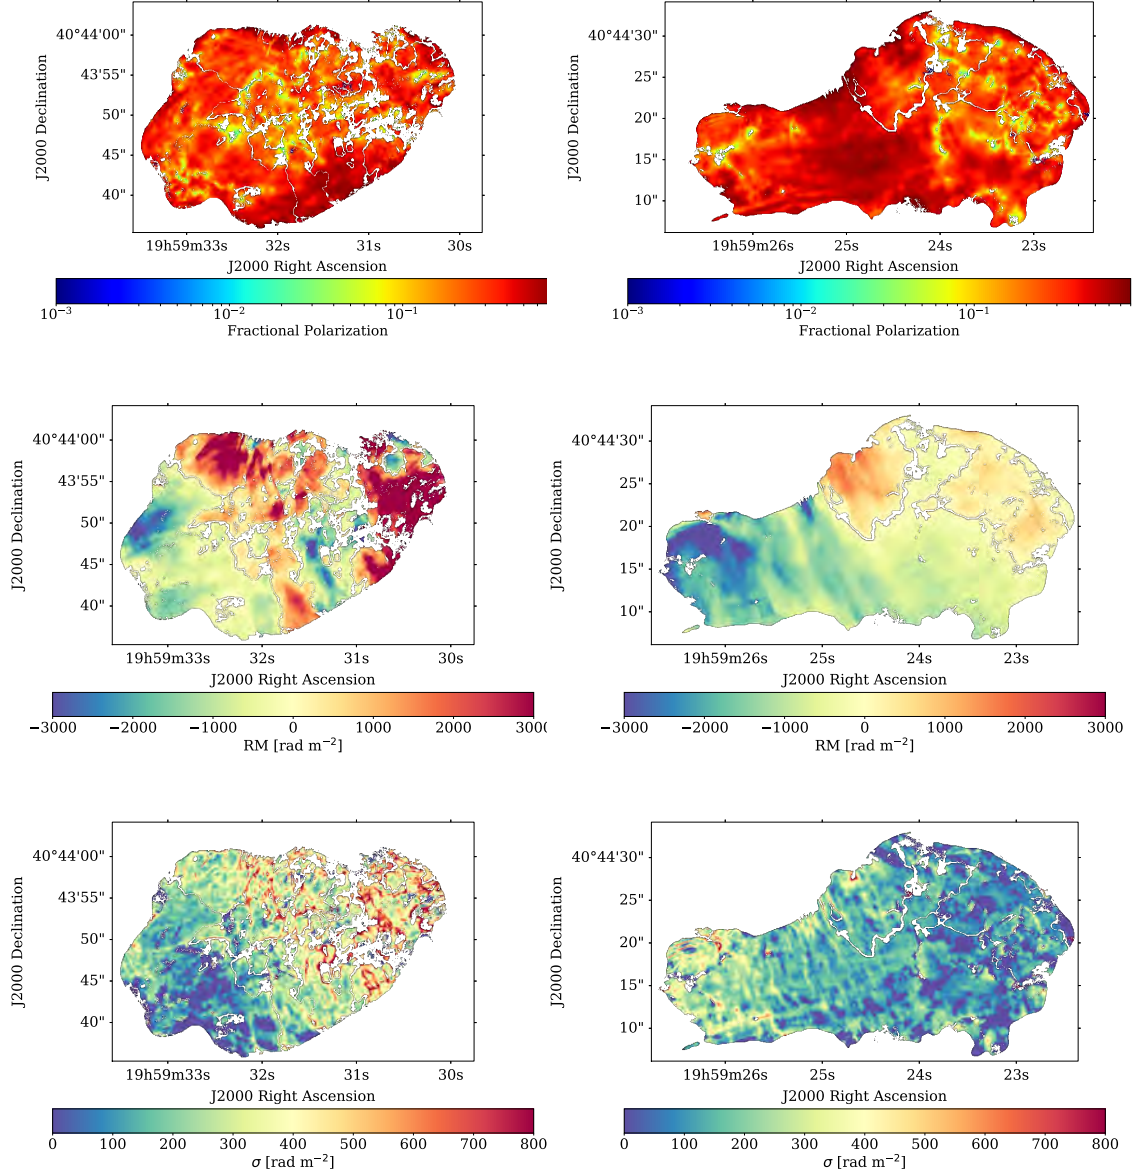 40°44'00"
43'55"
50"
45"
40"
J2000 Declination
19ʰ59m33s 32s 31s 30s
J2000 Right Ascension
10⁻³ 10⁻² 10⁻¹
Fractional Polarization
40°44'30"
25"
20"
15"
10"
J2000 Declination
19h59m26s 25s 24s 23s
J2000 Right Ascension
10⁻³ 10⁻² 10⁻¹
Fractional Polarization
40°44'00"
43'55"
50"
45"
40"
J2000 Declination
19h59m33s 32s 31s 30s
J2000 Right Ascension
−3000 −2000 −1000 0 1000 2000 3000
RM [rad m⁻²]
40°44'30"
25"
20"
15"
10"
J2000 Declination
19h59m26s 25s 24s 23s
J2000 Right Ascension
−3000 −2000 −1000 0 1000 2000 3000
RM [rad m⁻²]
40°44'00"
43'55"
50"
45"
40"
J2000 Declination
19h59m33s 32s 31s 30s
J2000 Right Ascension
0 100 200 300 400 500 600 700 800
σ [rad m⁻²]
40°44'30"
25"
20"
15"
10"
J2000 Declination
19h59m26s 25s 24s 23s
J2000 Right Ascension
0 100 200 300 400 500 600 700 800
σ [rad m⁻²]